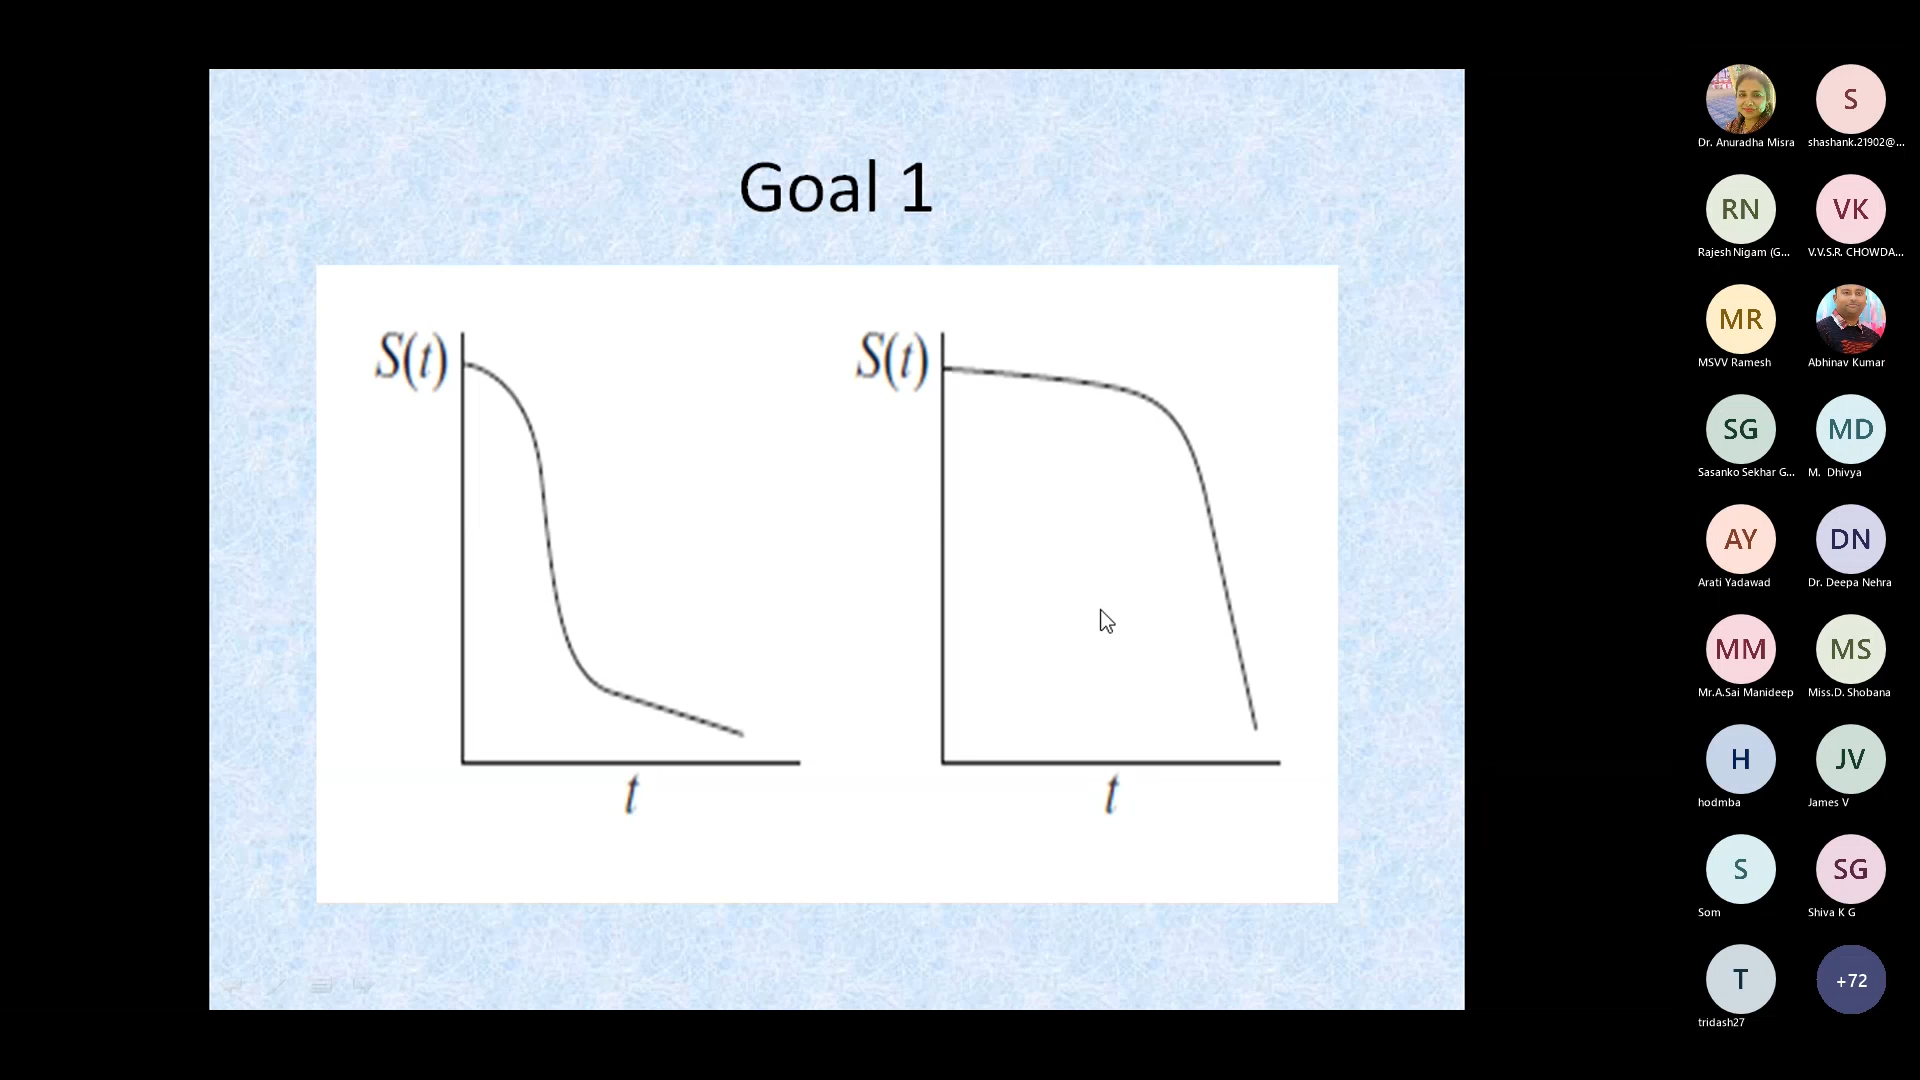 Goal 1
S(t)
t
S(t)
t
Dr. Anuradha Misra
S
shashank.21902@...
RN
Rajesh Nigam (G...
VK
V.V.S.R. CHOWDA...
MR
MSVV Ramesh
Abhinav Kumar
SG
Sasanko Sekhar G...
MD
M. Dhivya
AY
Arati Yadawad
DN
Dr. Deepa Nehra
MM
Mr.A.Sai Manideep
MS
Miss.D. Shobana
H
hodmba
JV
James V
S
Som
SG
Shiva K G
T
tridash27
+72